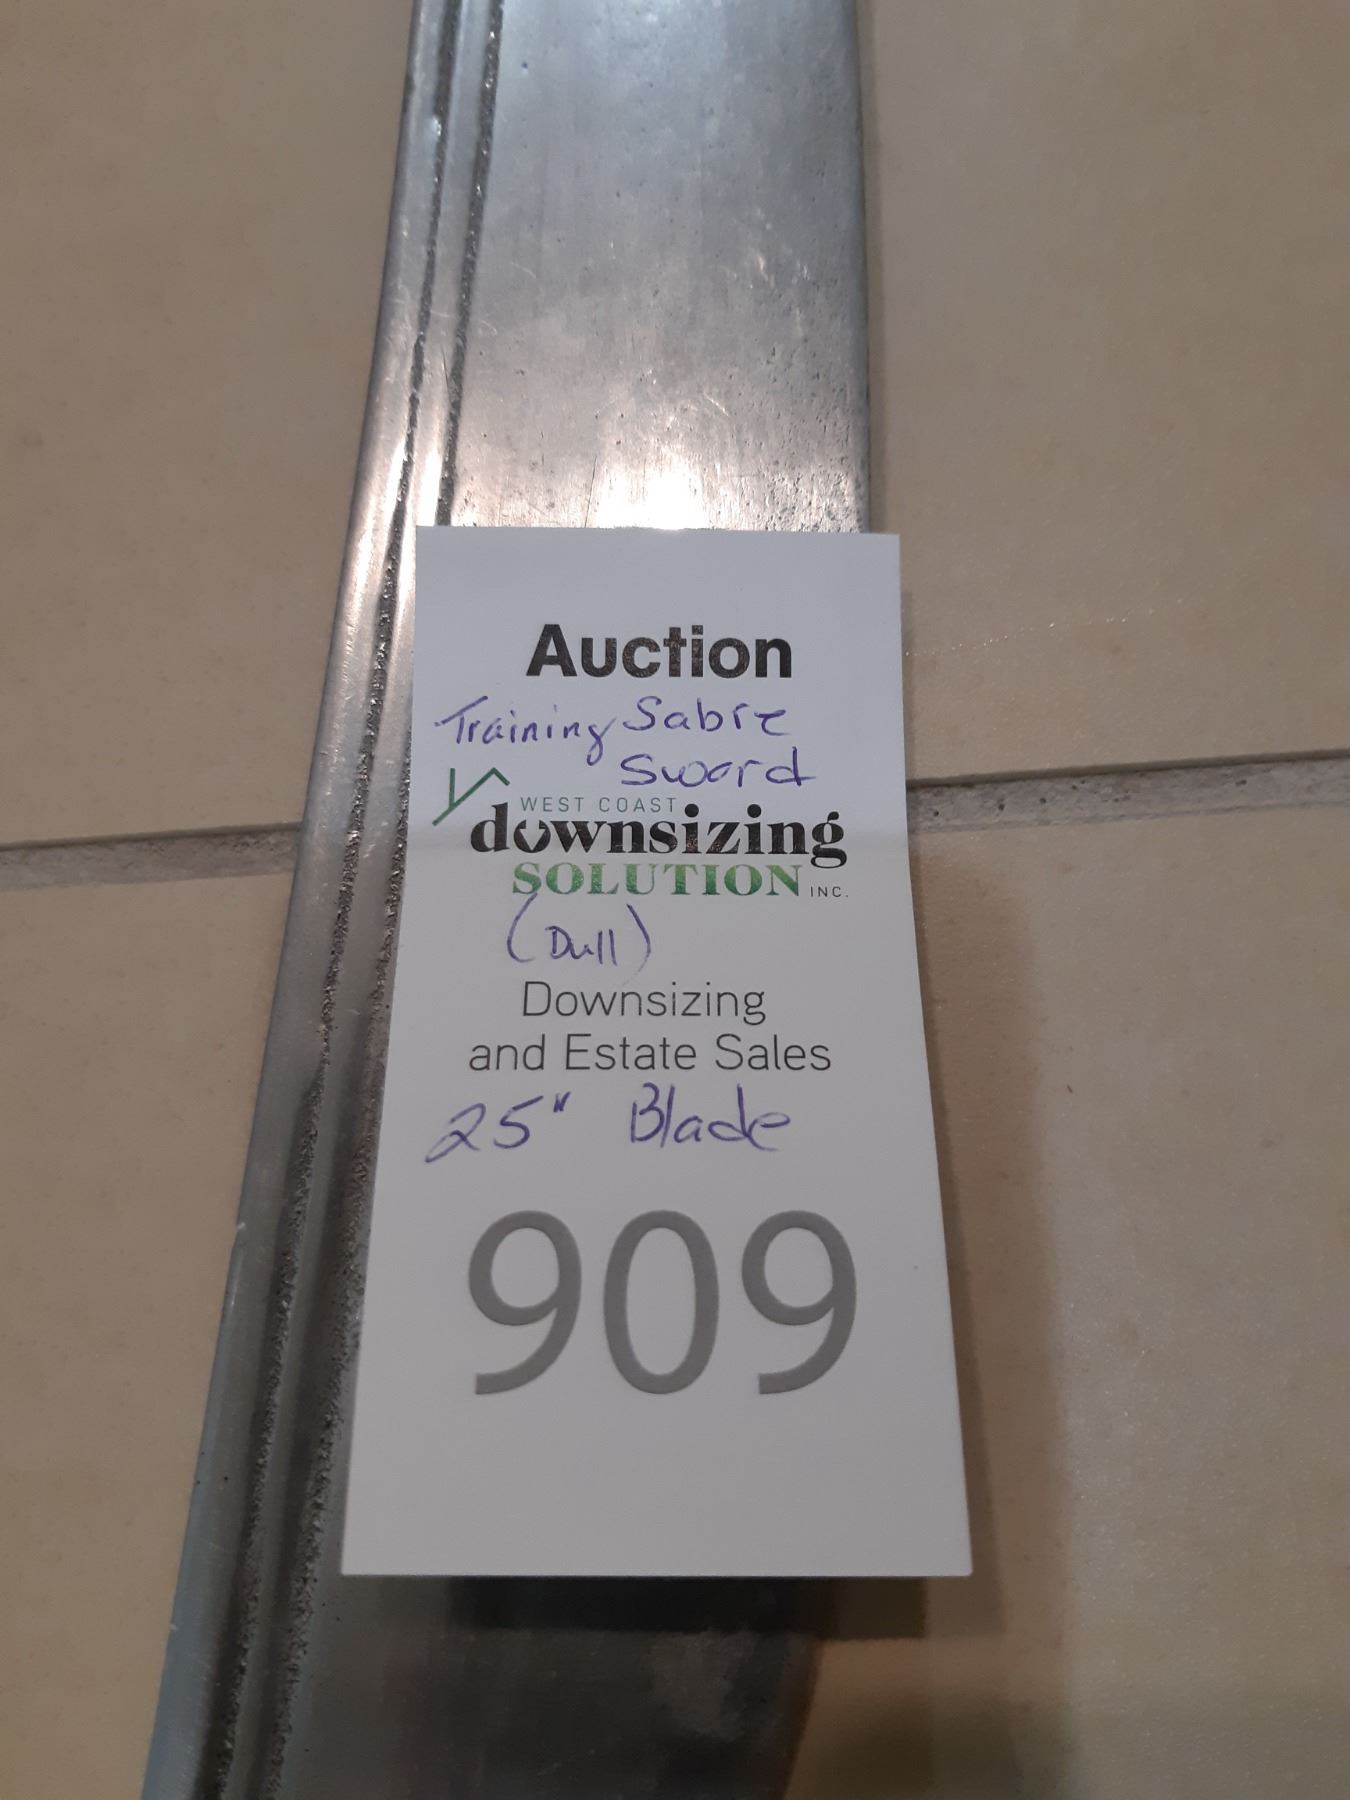 Auction
Training Sabre
Sword
WEST COAST
downsizing
SOLUTION INC.
(Dull)
Downsizing
and Estate Sales
25" Blade
909